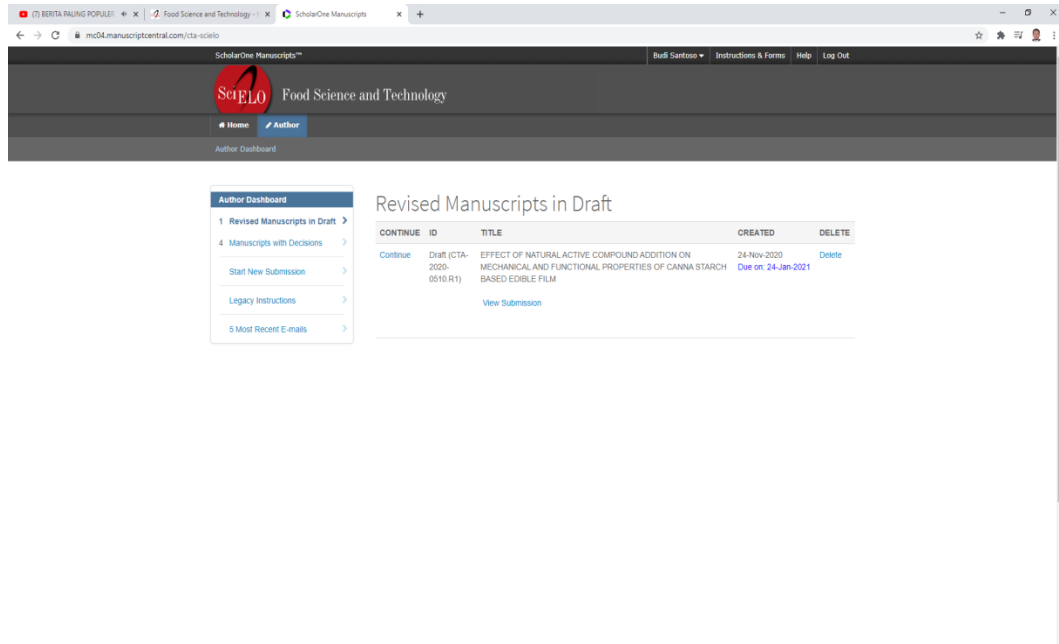 (7) BERITA PALING POPULER
Food Science and Technology -
ScholarOne Manuscripts
mc04.manuscriptcentral.com/cta-scielo
ScholarOne Manuscripts™
Budi Santoso
Instructions & Forms
Help
Log Out
SciELO
Food Science and Technology
Home
Author
Author Dashboard
Author Dashboard
1 Revised Manuscripts in Draft
4 Manuscripts with Decisions
Start New Submission
Legacy Instructions
5 Most Recent E-mails
Revised Manuscripts in Draft
CONTINUE ID TITLE CREATED DELETE
Continue Draft (CTA- EFFECT OF NATURAL ACTIVE COMPOUND ADDITION ON 24-Nov-2020 Delete
2020- MECHANICAL AND FUNCTIONAL PROPERTIES OF CANNA STARCH Due on: 24-Jan-2021
0510.R1) BASED EDIBLE FILM
View Submission